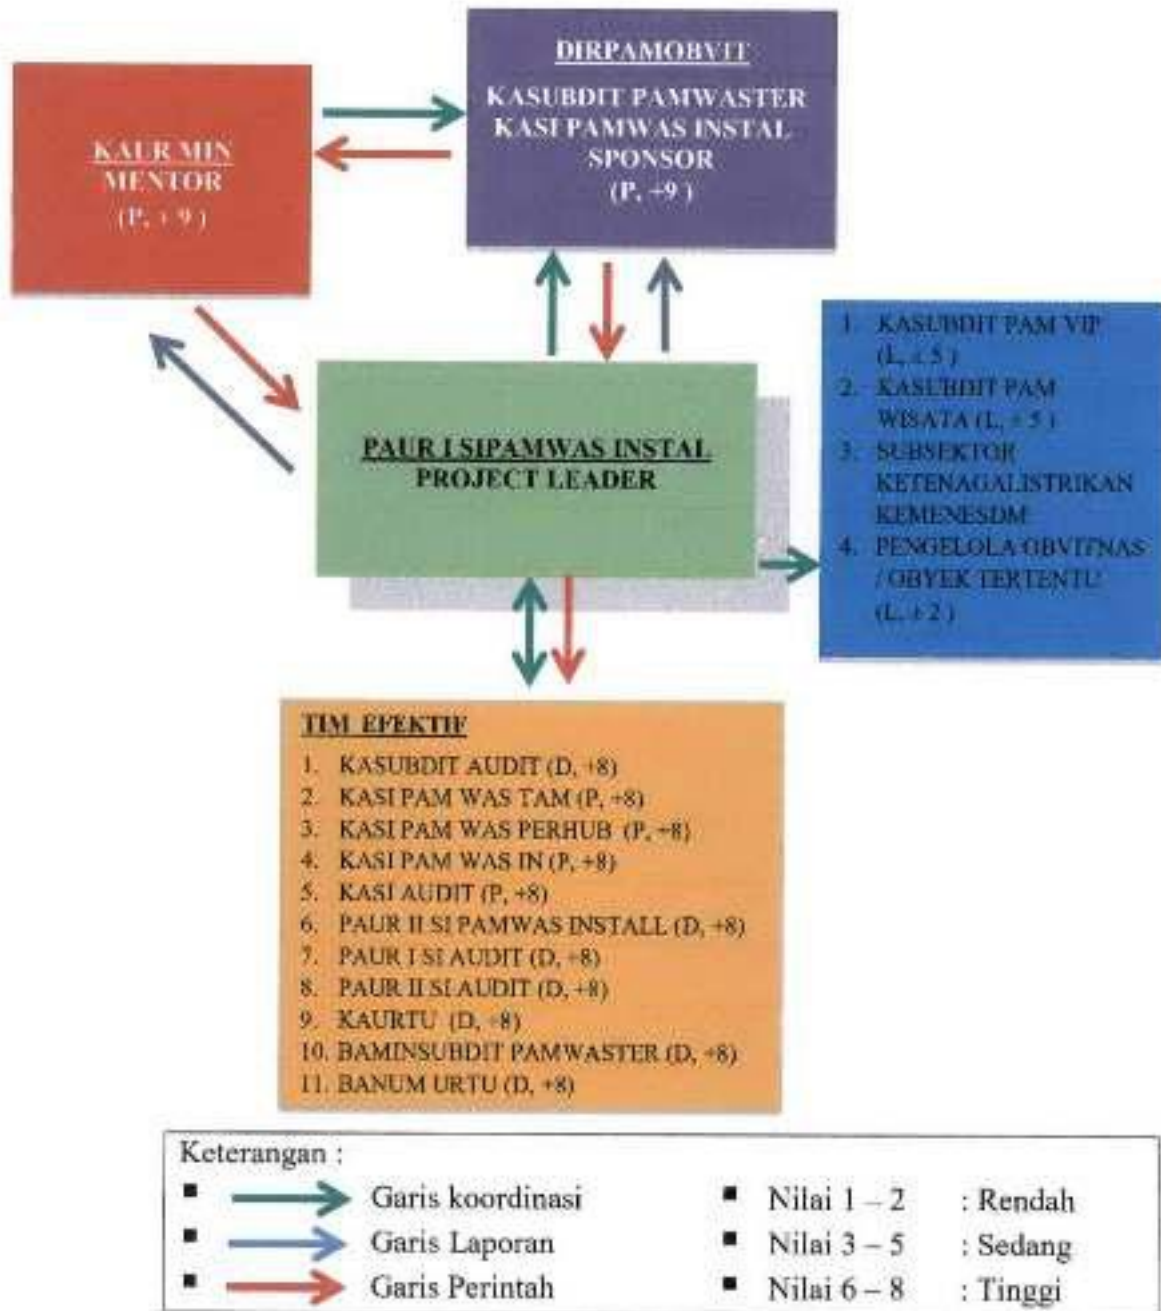 DIRPAMOBVIT
KASUBDIT PAMWASTER
KASI PAMWAS INSTAL
SPONSOR
(P, +9 )
KAUR MIN
MENTOR
(P, + 9 )
1. KASUBDIT PAM VIP
(L, ± 5 )
2. KASUBDIT PAM
WISATA (L, ± 5 )
3. SUBSEKTOR
KETENAGALISTRIKAN
KEMENESDM
4. PENGELOLA OBVITNAS
/ OBYEK TERTENTU
(L, ± 2 )
PAUR I SIPAMWAS INSTAL
PROJECT LEADER
TIM EFEKTIF
1. KASUBDIT AUDIT (D, +8)
2. KASI PAM WAS TAM (P, +8)
3. KASI PAM WAS PERHUB (P, +8)
4. KASI PAM WAS IN (P, +8)
5. KASI AUDIT (P, +8)
6. PAUR II SI PAMWAS INSTALL (D, +8)
7. PAUR I SI AUDIT (D, +8)
8. PAUR II SI AUDIT (D, +8)
9. KAURTU (D, +8)
10. BAMINSUBDIT PAMWASTER (D, +8)
11. BANUM URTU (D, +8)
Keterangan :
▪ Garis koordinasi ▪ Nilai 1 – 2 : Rendah
▪ Garis Laporan ▪ Nilai 3 – 5 : Sedang
▪ Garis Perintah ▪ Nilai 6 – 8 : Tinggi